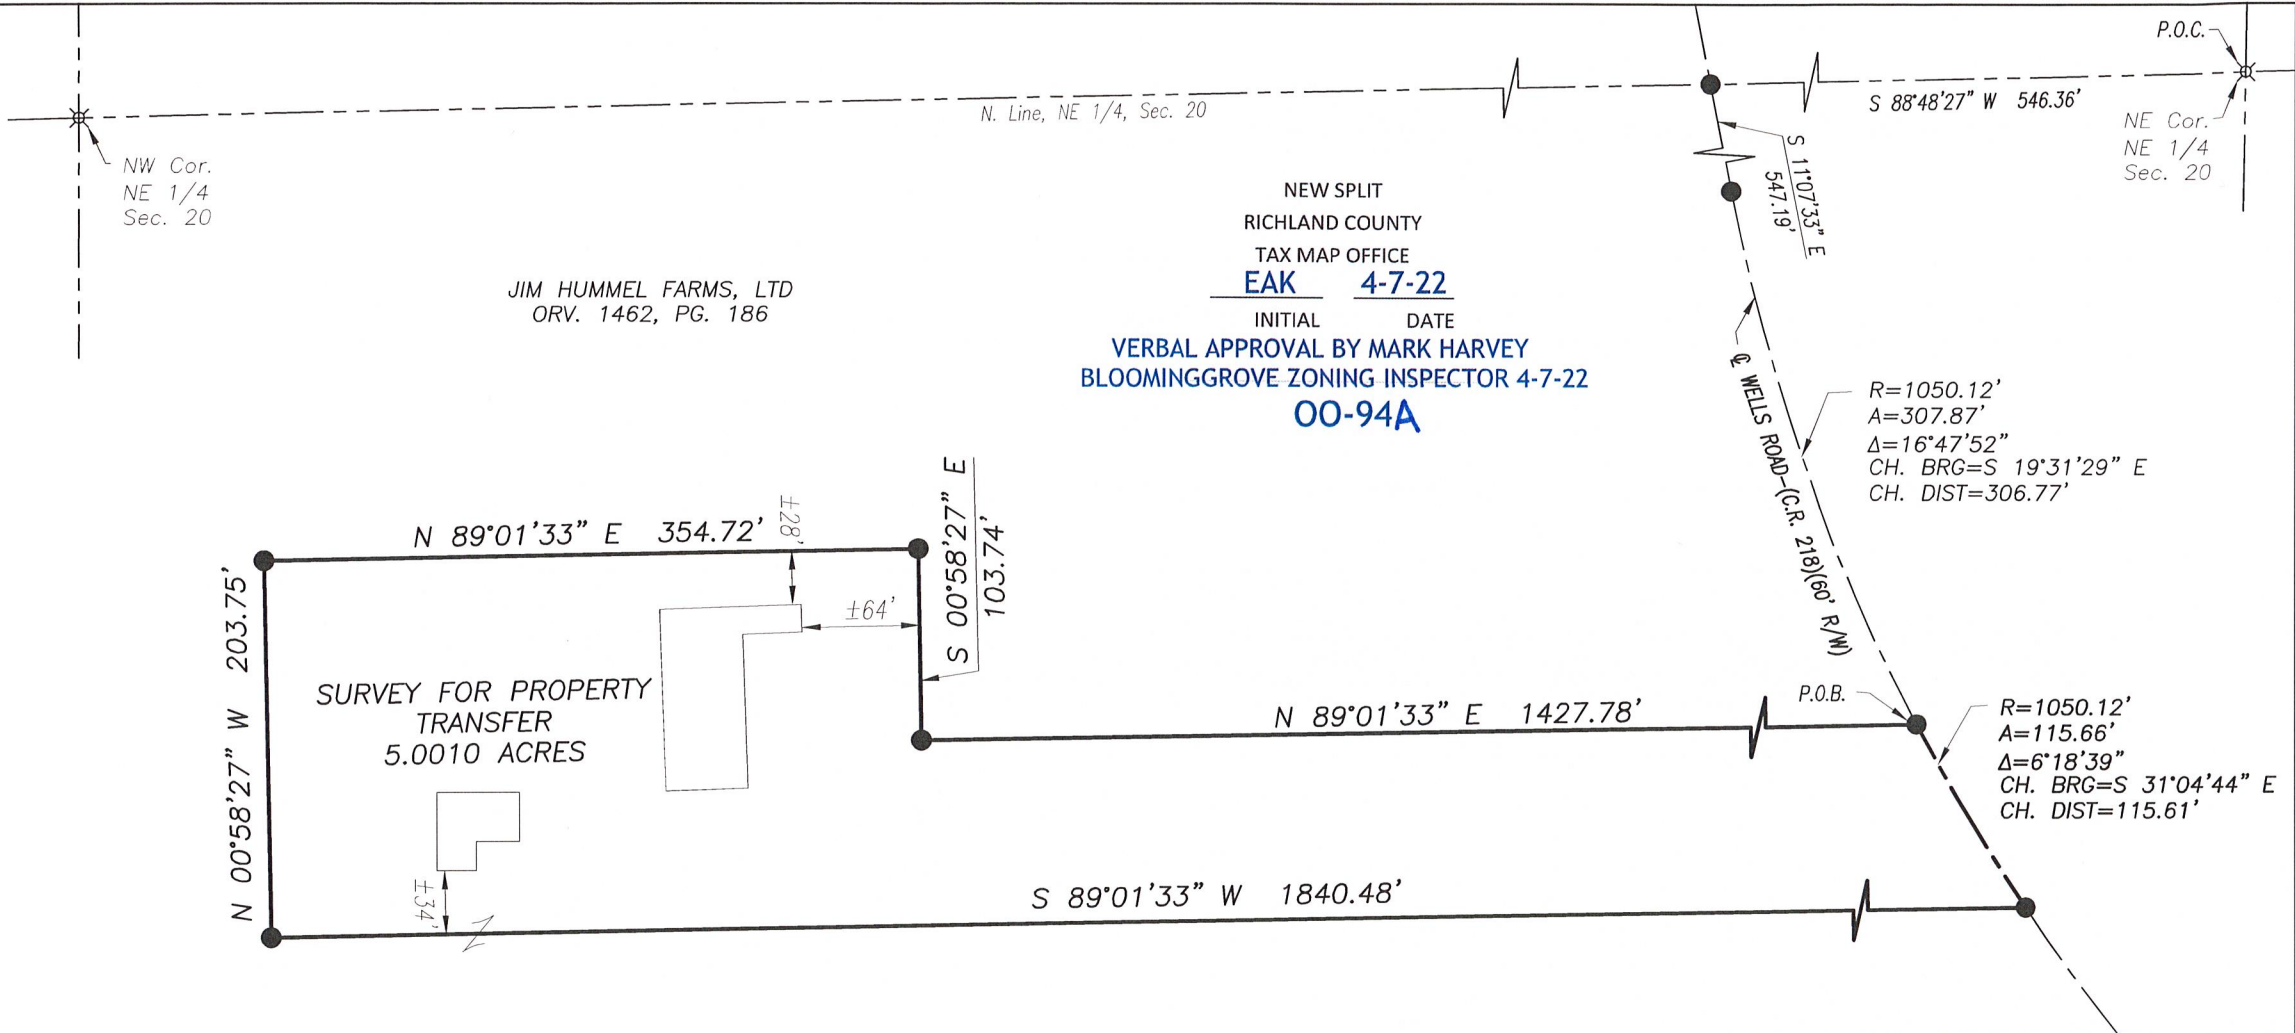 P.O.C.
N. Line, NE 1/4, Sec. 20
S 88°48'27" W 546.36'
NW Cor.
NE 1/4
Sec. 20
NE Cor.
NE 1/4
Sec. 20
S 11°07'33" E
547.19'
JIM HUMMEL FARMS, LTD
ORV. 1462, PG. 186
NEW SPLIT
RICHLAND COUNTY
TAX MAP OFFICE
EAK 4-7-22
INITIAL DATE
VERBAL APPROVAL BY MARK HARVEY
BLOOMINGGROVE ZONING INSPECTOR 4-7-22
OO-94A
℄ WELLS ROAD-(C.R. 218)(60' R/W)
R=1050.12'
A=307.87'
Δ=16°47'52"
CH. BRG=S 19°31'29" E
CH. DIST=306.77'
N 89°01'33" E 354.72'
±28'
S 00°58'27" E
103.74'
±64'
N 00°58'27" W 203.75'
SURVEY FOR PROPERTY
TRANSFER
5.0010 ACRES
N 89°01'33" E 1427.78'
P.O.B.
R=1050.12'
A=115.66'
Δ=6°18'39"
CH. BRG=S 31°04'44" E
CH. DIST=115.61'
±34'
S 89°01'33" W 1840.48'